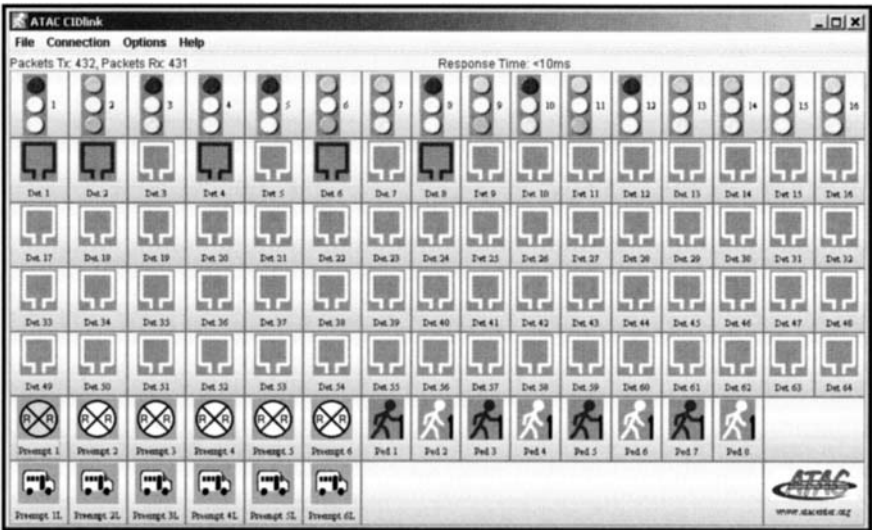 ATAC CIDlink
File Connection Options Help
Packets Tx: 432, Packets Rx: 431 Response Time: <10ms
1 2 3 4 5 6 7 8 9 10 11 12 13 14 15 16
Det. 1 Det. 2 Det. 3 Det. 4 Det. 5 Det. 6 Det. 7 Det. 8 Det. 9 Det. 10 Det. 11 Det. 12 Det. 13 Det. 14 Det. 15 Det. 16
Det. 17 Det. 18 Det. 19 Det. 20 Det. 21 Det. 22 Det. 23 Det. 24 Det. 25 Det. 26 Det. 27 Det. 28 Det. 29 Det. 30 Det. 31 Det. 32
Det. 33 Det. 34 Det. 35 Det. 36 Det. 37 Det. 38 Det. 39 Det. 40 Det. 41 Det. 42 Det. 43 Det. 44 Det. 45 Det. 46 Det. 47 Det. 48
Det. 49 Det. 50 Det. 51 Det. 52 Det. 53 Det. 54 Det. 55 Det. 56 Det. 57 Det. 58 Det. 59 Det. 60 Det. 61 Det. 62 Det. 63 Det. 64
R R R R R R R R R R R R
Preempt. 1 Preempt. 2 Preempt. 3 Preempt. 4 Preempt. 5 Preempt. 6 Ped 1 Ped 2 Ped 3 Ped 4 Ped 5 Ped 6 Ped 7 Ped 8
ATAC
Preempt. 1L Preempt. 2L Preempt. 3L Preempt. 4L Preempt. 5L Preempt. 6L